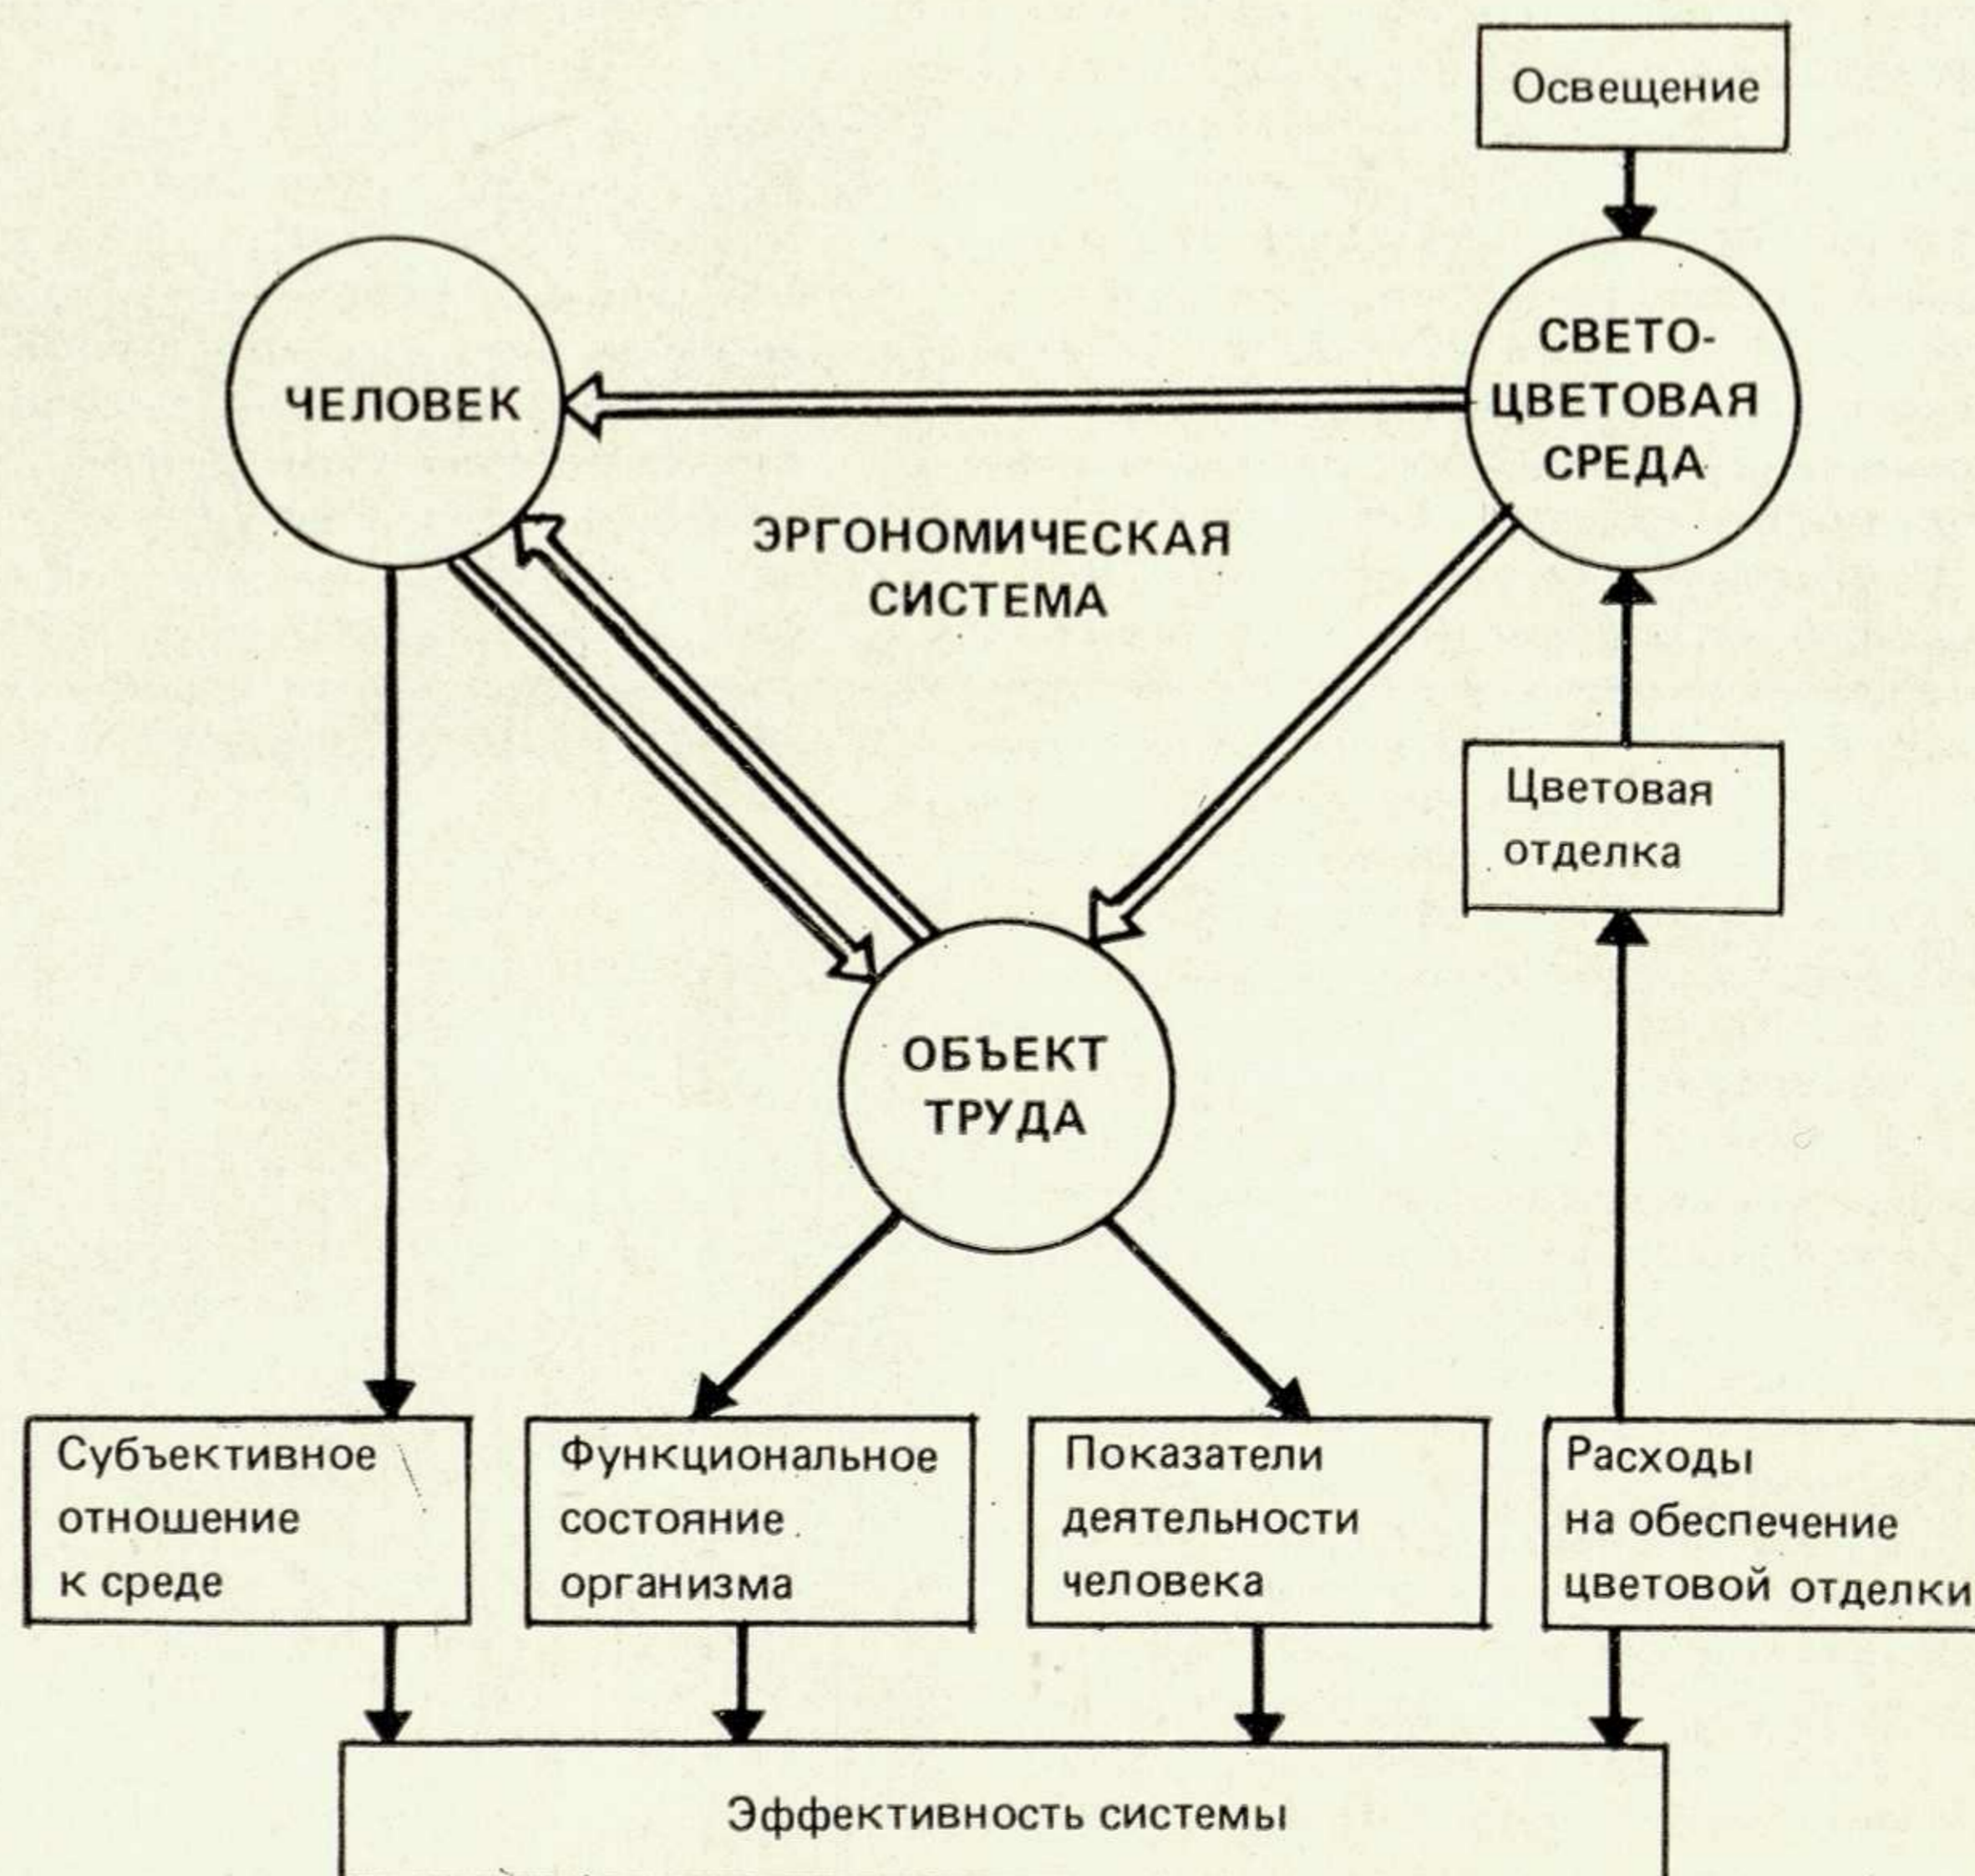 Освещение
ЧЕЛОВЕК
СВЕТО-
ЦВЕТОВАЯ
СРЕДА
ЭРГОНОМИЧЕСКАЯ
СИСТЕМА
Цветовая
отделка
ОБЪЕКТ
ТРУДА
Субъективное
отношение
к среде
Функциональное
состояние
организма
Показатели
деятельности
человека
Расходы
на обеспечение
цветовой отделки
Эффективность системы